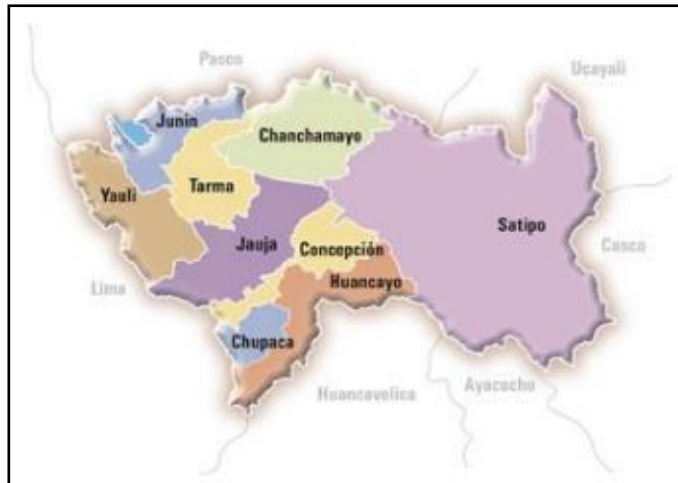 Pasco
Ucayali
Junín
Chanchamayo
Tarma
Yauli
Satipo
Jauja
Concepción
Cusco
Lima
Huancayo
Chupaca
Ayacucho
Huancavelica